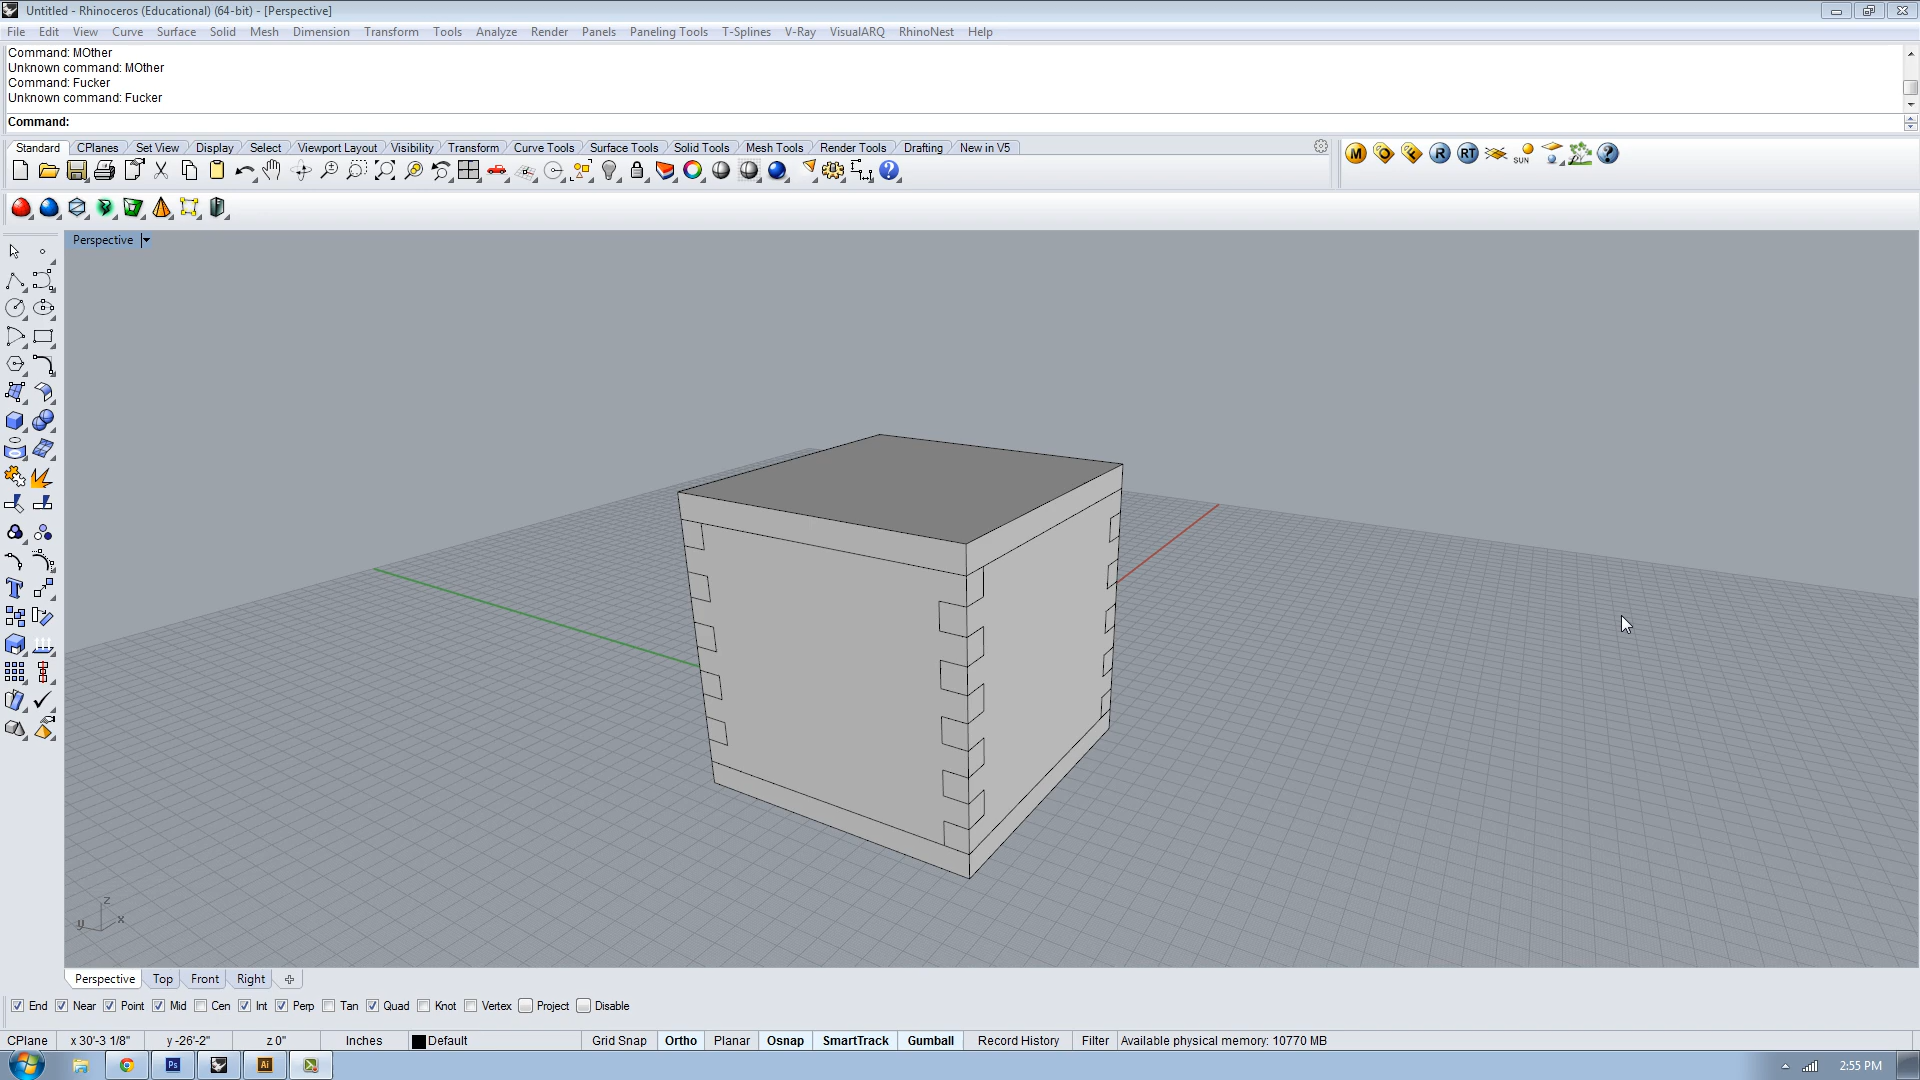 Untitled - Rhinoceros (Educational) (64-bit) - [Perspective]
File Edit View Curve Surface Solid Mesh Dimension Transform Tools Analyze Render Panels Paneling Tools T-Splines V-Ray VisualARQ RhinoNest Help
Command: MOther
Unknown command: MOther
Command: Fucker
Unknown command: Fucker
Command:
Standard CPlanes Set View Display Select Viewport Layout Visibility Transform Curve Tools Surface Tools Solid Tools Mesh Tools Render Tools Drafting New in V5
M O F R RT SUN ?
Perspective
z
y x
Perspective Top Front Right
End Near Point Mid Cen Int Perp Tan Quad Knot Vertex Project Disable
CPlane x 30'-3 1/8" y -26'-2" z 0" Inches Default Grid Snap Ortho Planar Osnap SmartTrack Gumball Record History Filter Available physical memory: 10770 MB
Ps Ai 2:55 PM